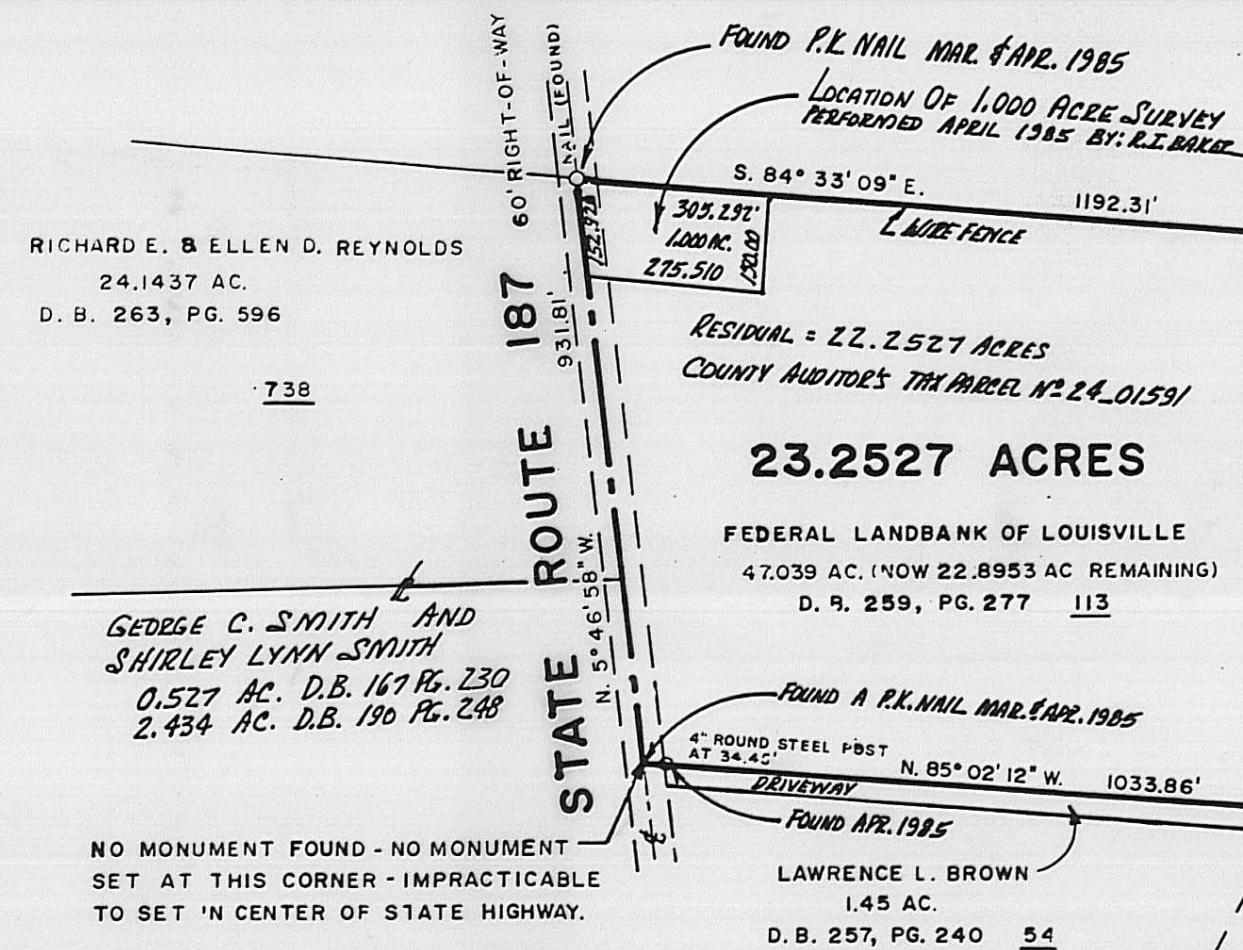 FOUND P.K. NAIL MAR. & APR. 1985
LOCATION OF 1.000 ACRE SURVEY
PERFORMED APRIL 1985 BY: R.I. BAKER
60' RIGHT-OF-WAY
NAIL (FOUND)
S. 84° 33' 09" E. 1192.31'
305.292'
1.000 AC.
275.510
150.00
WIRE FENCE
RICHARD E. & ELLEN D. REYNOLDS
24.1437 AC.
D. B. 263, PG. 596
738
STATE ROUTE 187
931.81
N. 5° 46' 58" W.
RESIDUAL = 22.2527 ACRES
COUNTY AUDITOR'S TAX PARCEL Nº 24_01591
23.2527 ACRES
FEDERAL LANDBANK OF LOUISVILLE
47.039 AC. (NOW 22.8953 AC REMAINING)
D. B. 259, PG. 277 113
GEORGE C. SMITH AND
SHIRLEY LYNN SMITH
0.527 AC. D.B. 167 PG. 230
2.434 AC. D.B. 190 PG. 248
FOUND A P.K. NAIL MAR. & APR. 1985
4" ROUND STEEL POST
AT 34.45'
N. 85° 02' 12" W. 1033.86'
DRIVEWAY
FOUND APR. 1985
NO MONUMENT FOUND - NO MONUMENT
SET AT THIS CORNER - IMPRACTICABLE
TO SET IN CENTER OF STATE HIGHWAY.
LAWRENCE L. BROWN
1.45 AC.
D. B. 257, PG. 240 54